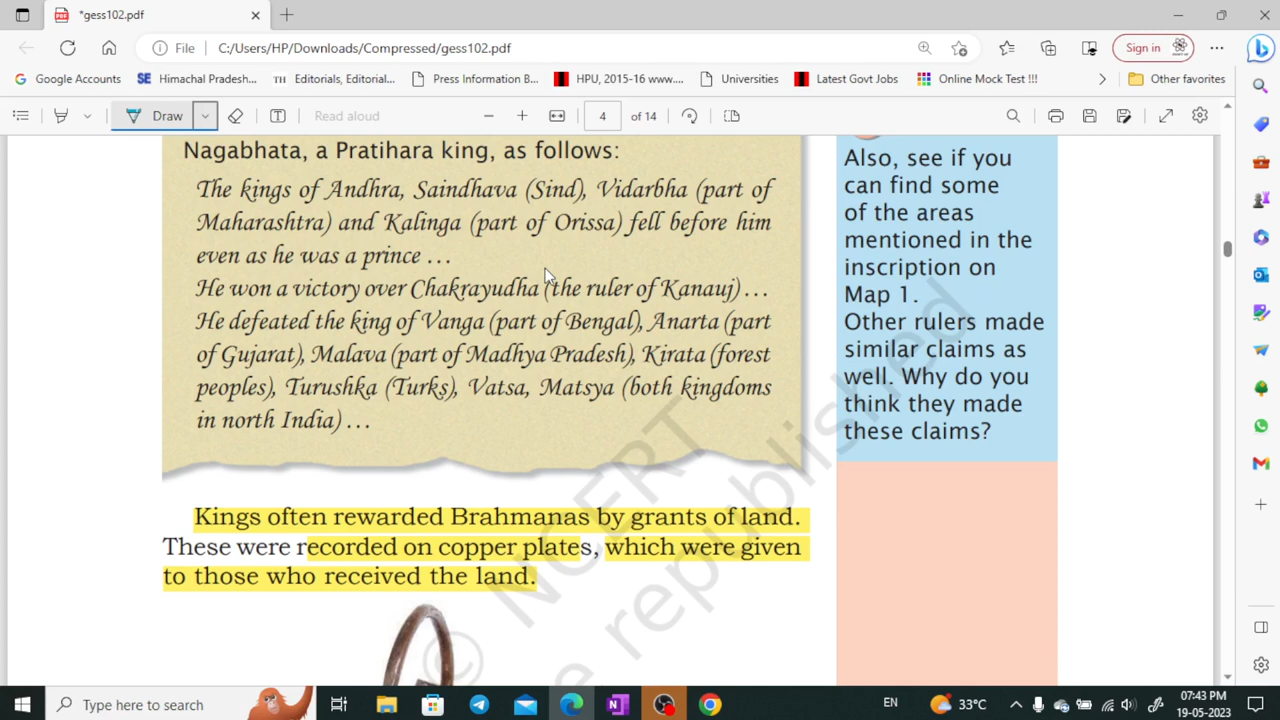 *gess102.pdf
File C:/Users/HP/Downloads/Compressed/gess102.pdf
Sign in
Google Accounts SE Himachal Pradesh... TH Editorials, Editorial... Press Information B... HPU, 2015-16 www.... Universities Latest Govt Jobs Online Mock Test !!! Other favorites
Draw Read aloud 4 of 14
Nagabhata, a Pratihara king, as follows:
The kings of Andhra, Saindhava (Sind), Vidarbha (part of
Maharashtra) and Kalinga (part of Orissa) fell before him
even as he was a prince …
He won a victory over Chakrayudha (the ruler of Kanauj) …
He defeated the king of Vanga (part of Bengal), Anarta (part
of Gujarat), Malava (part of Madhya Pradesh), Kirata (forest
peoples), Turushka (Turks), Vatsa, Matsya (both kingdoms
in north India) …
Also, see if you
can find some
of the areas
mentioned in the
inscription on
Map 1.
Other rulers made
similar claims as
well. Why do you
think they made
these claims?
Kings often rewarded Brahmanas by grants of land.
These were recorded on copper plates, which were given
to those who received the land.
© NCERT
e republished
Type here to search
EN 33°C 07:43 PM
19-05-2023